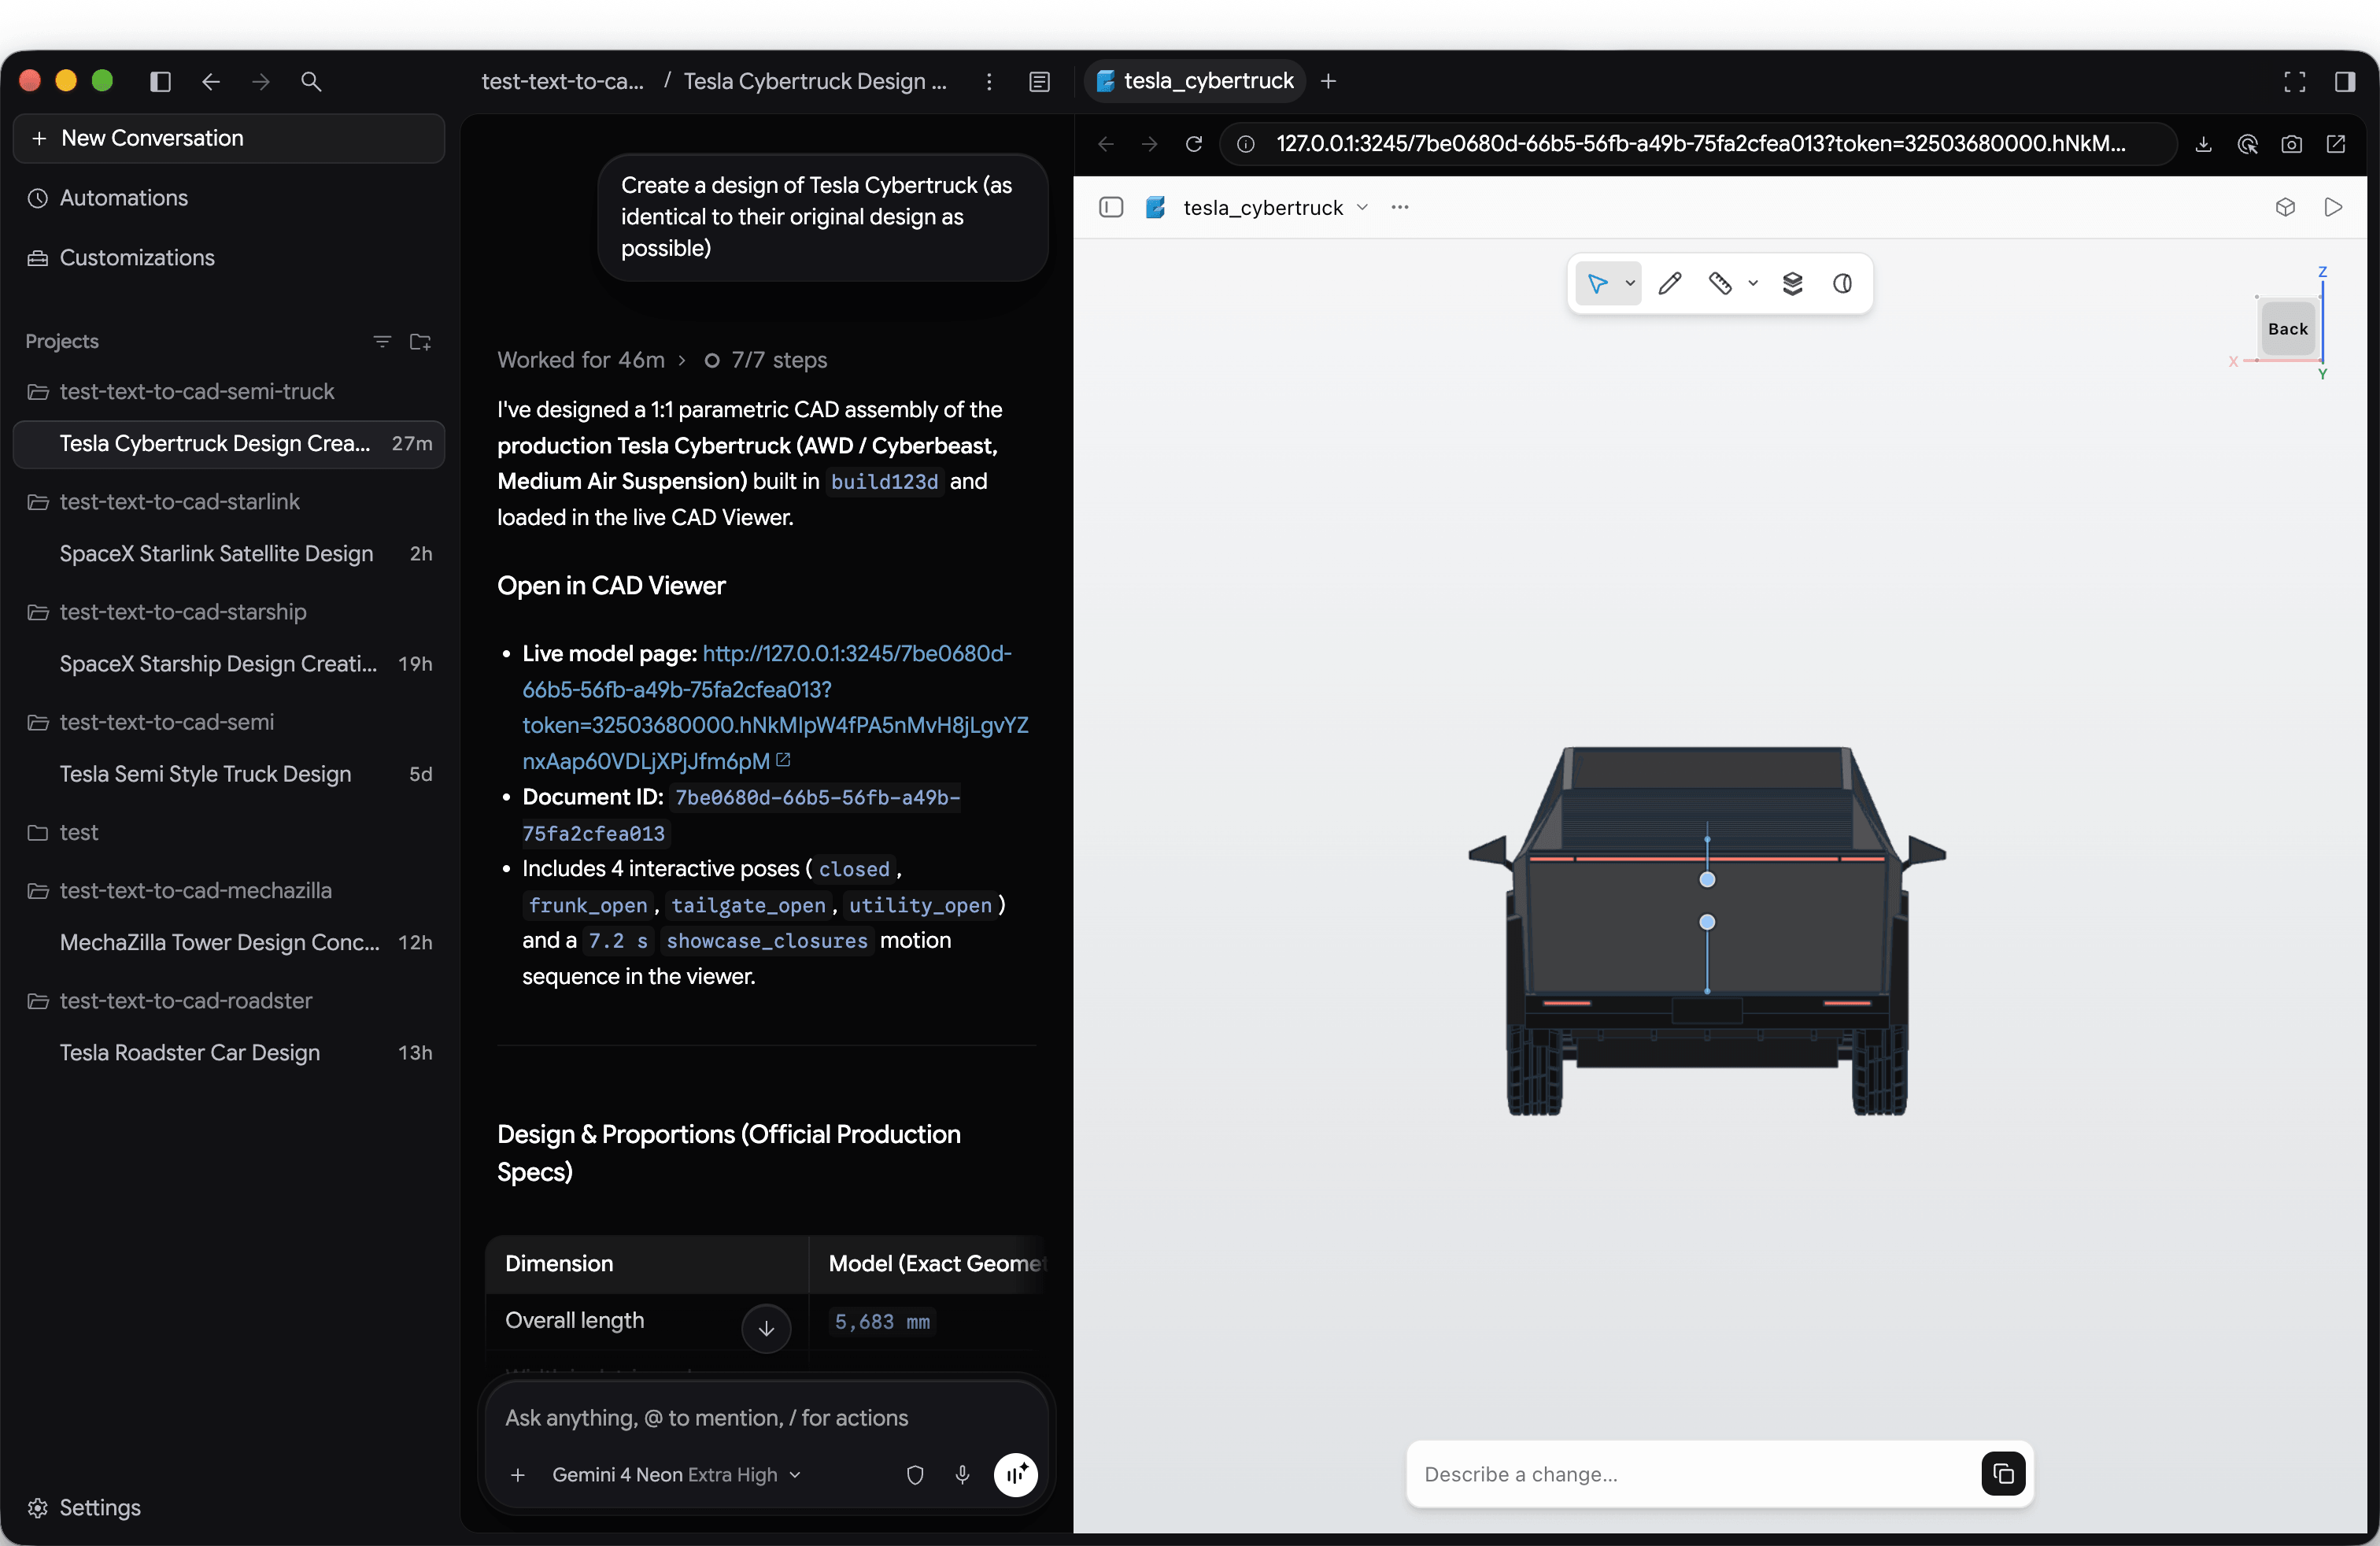 test-text-to-ca... / Tesla Cybertruck Design ...
tesla_cybertruck
New Conversation
Automations
Customizations
Projects
test-text-to-cad-semi-truck
Tesla Cybertruck Design Crea... 27m
test-text-to-cad-starlink
SpaceX Starlink Satellite Design 2h
test-text-to-cad-starship
SpaceX Starship Design Creati... 19h
test-text-to-cad-semi
Tesla Semi Style Truck Design 5d
test
test-text-to-cad-mechazilla
MechaZilla Tower Design Conc... 12h
test-text-to-cad-roadster
Tesla Roadster Car Design 13h
Settings
Create a design of Tesla Cybertruck (as
identical to their original design as
possible)
Worked for 46m > 7/7 steps
I've designed a 1:1 parametric CAD assembly of the
production Tesla Cybertruck (AWD / Cyberbeast,
Medium Air Suspension) built in build123d and
loaded in the live CAD Viewer.
Open in CAD Viewer
• Live model page: http://127.0.0.1:3245/7be0680d-
66b5-56fb-a49b-75fa2cfea013?
token=32503680000.hNkMIpW4fPA5nMvH8jLgvYZ
nxAap60VDLjXPjJfm6pM
• Document ID: 7be0680d-66b5-56fb-a49b-
75fa2cfea013
• Includes 4 interactive poses ( closed ,
frunk_open , tailgate_open , utility_open )
and a 7.2 s showcase_closures motion
sequence in the viewer.
Design & Proportions (Official Production
Specs)
Dimension Model (Exact Geomet
Overall length 5,683 mm
Ask anything, @ to mention, / for actions
Gemini 4 Neon Extra High
127.0.0.1:3245/7be0680d-66b5-56fb-a49b-75fa2cfea013?token=32503680000.hNkM...
tesla_cybertruck
Z
Back
X
Y
Describe a change...